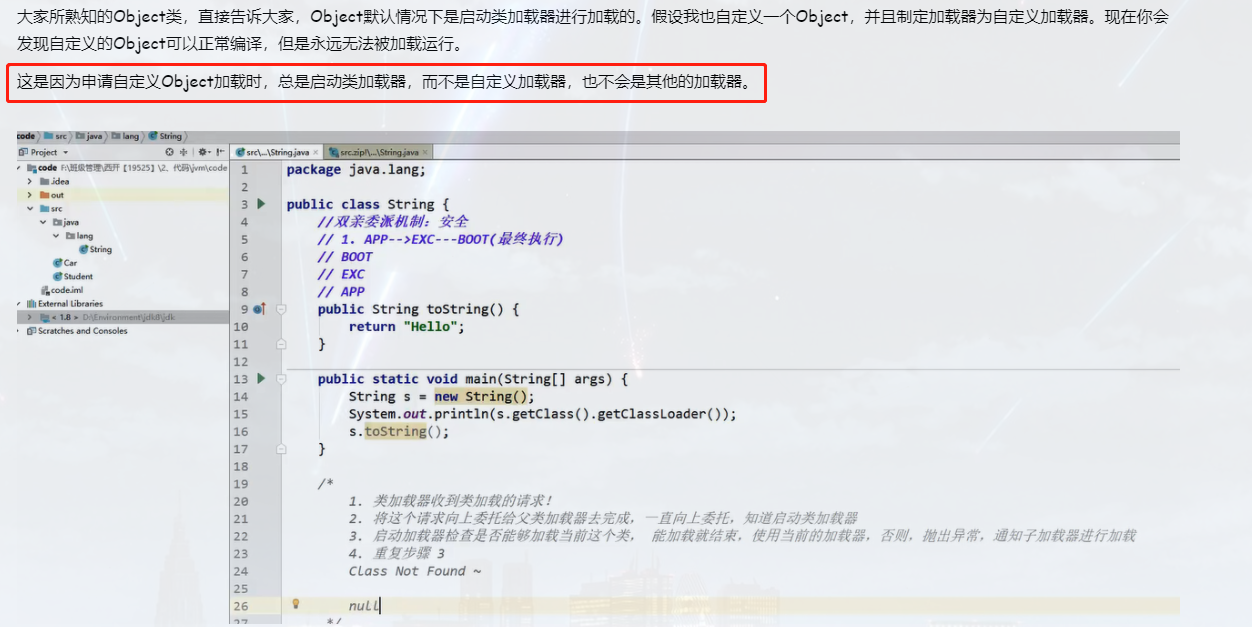 大家所熟知的Object类，直接告诉大家，Object默认情况下是启动类加载器进行加载的。假设我也自定义一个Object，并且制定加载器为自定义加载器。现在你会
发现自定义的Object可以正常编译，但是永远无法被加载运行。
这是因为申请自定义Object加载时，总是启动类加载器，而不是自定义加载器，也不会是其他的加载器。
code src java lang String
Project
src\...\String.java × src.zip!\...\String.java ×
code F:\班级管理\西开【19525】\2、代码\jvm\code
.idea
out
src
java
lang
String
Car
Student
code.iml
External Libraries
< 1.8 > D:\Environment\jdk8\jdk
Scratches and Consoles
1 package java.lang;
2
3 public class String {
4 //双亲委派机制：安全
5 // 1. APP-->EXC---BOOT(最终执行)
6 // BOOT
7 // EXC
8 // APP
9 public String toString() {
10 return "Hello";
11 }
12
13 public static void main(String[] args) {
14 String s = new String();
15 System.out.println(s.getClass().getClassLoader());
16 s.toString();
17 }
18
19 /*
20 1. 类加载器收到类加载的请求！
21 2. 将这个请求向上委托给父类加载器去完成，一直向上委托，知道启动类加载器
22 3. 启动加载器检查是否能够加载当前这个类， 能加载就结束，使用当前的加载器，否则，抛出异常，通知子加载器进行加载
23 4. 重复步骤 3
24 Class Not Found ~
25
26 null
27 */